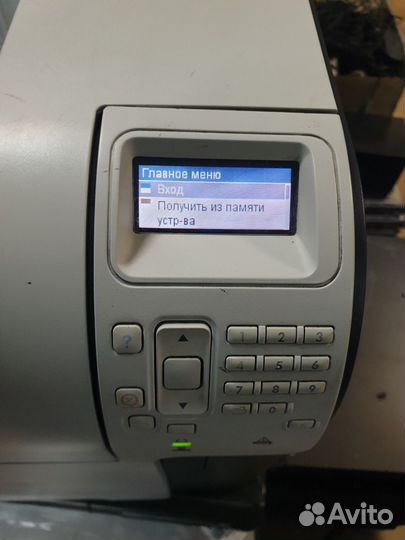 Главное меню
Вход
Получить из памяти
устр-ва
?
1 2 3
4 5 6
7 8 9
0
Avito